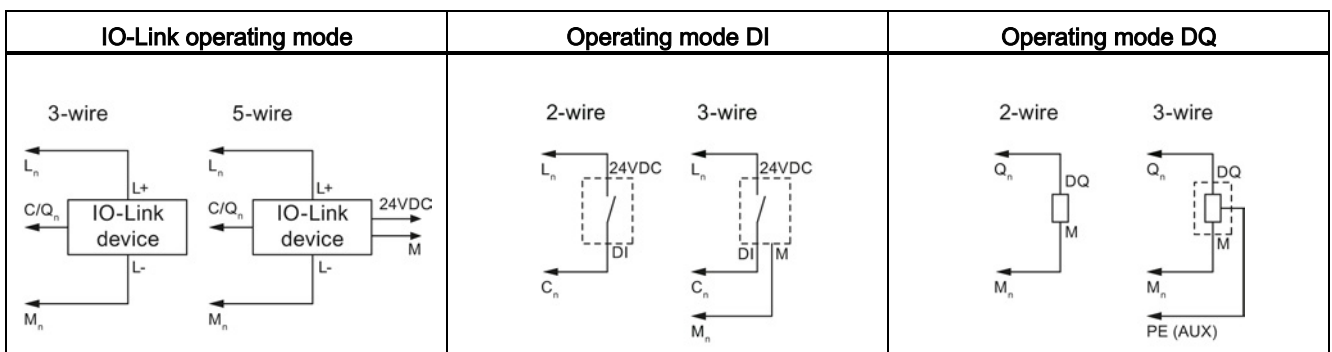 IO-Link operating mode
Operating mode DI
Operating mode DQ
3-wire
5-wire
Lₙ
L+
C/Qₙ
IO-Link
device
L-
Mₙ
Lₙ
L+
C/Qₙ
IO-Link
device
24VDC
M
L-
Mₙ
2-wire
3-wire
Lₙ
24VDC
DI
Cₙ
Lₙ
24VDC
DI
M
Cₙ
Mₙ
2-wire
3-wire
Qₙ
DQ
M
Mₙ
Qₙ
DQ
M
Mₙ
PE (AUX)